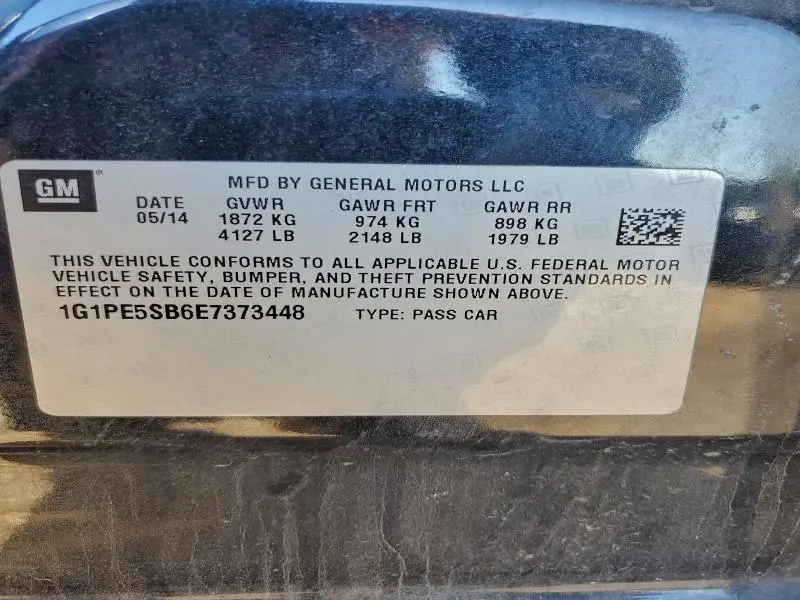 GM ®
MFD BY GENERAL MOTORS LLC
DATE GVWR GAWR FRT GAWR RR
05/14 1872 KG 974 KG 898 KG
4127 LB 2148 LB 1979 LB
THIS VEHICLE CONFORMS TO ALL APPLICABLE U.S. FEDERAL MOTOR
VEHICLE SAFETY, BUMPER, AND THEFT PREVENTION STANDARDS IN
EFFECT ON THE DATE OF MANUFACTURE SHOWN ABOVE.
1G1PE5SB6E7373448 TYPE: PASS CAR